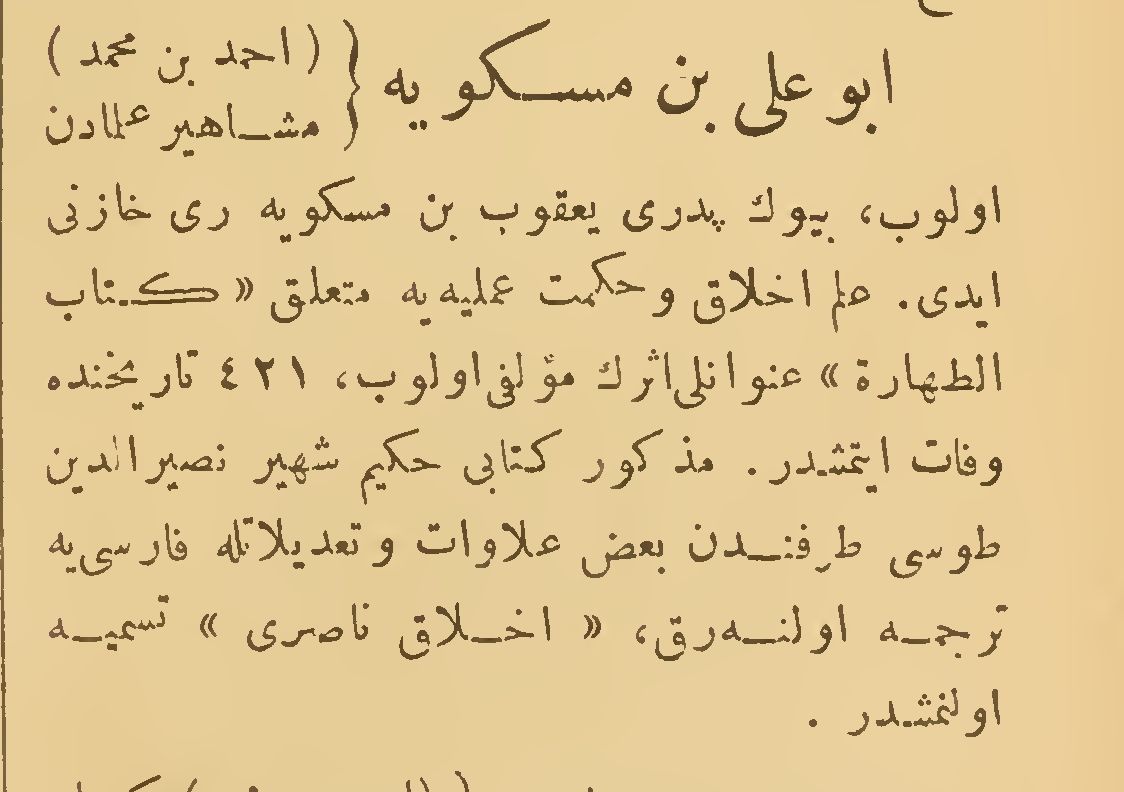 ابو علی بن مسکویه { (احمد بن محمد)
مشاهیر علمادن
اولوب، بیوك پدری یعقوب بن مسکویه ری خازنی
ایدی. علم اخلاق و حکمت عملیه‌یه متعلق «کتاب
الطهارة» عنوانلی اثرك مؤلفی اولوب، ٤٢١ تاریخنده
وفات ایتمشدر. مذکور کتابی حکیم شهیر نصیرالدین
طوسی طرفندن بعض علاوات و تعدیلاتله فارسی‌یه
ترجمه اولنه‌رق، «اخلاق ناصری» تسمیه
اولنمشدر.